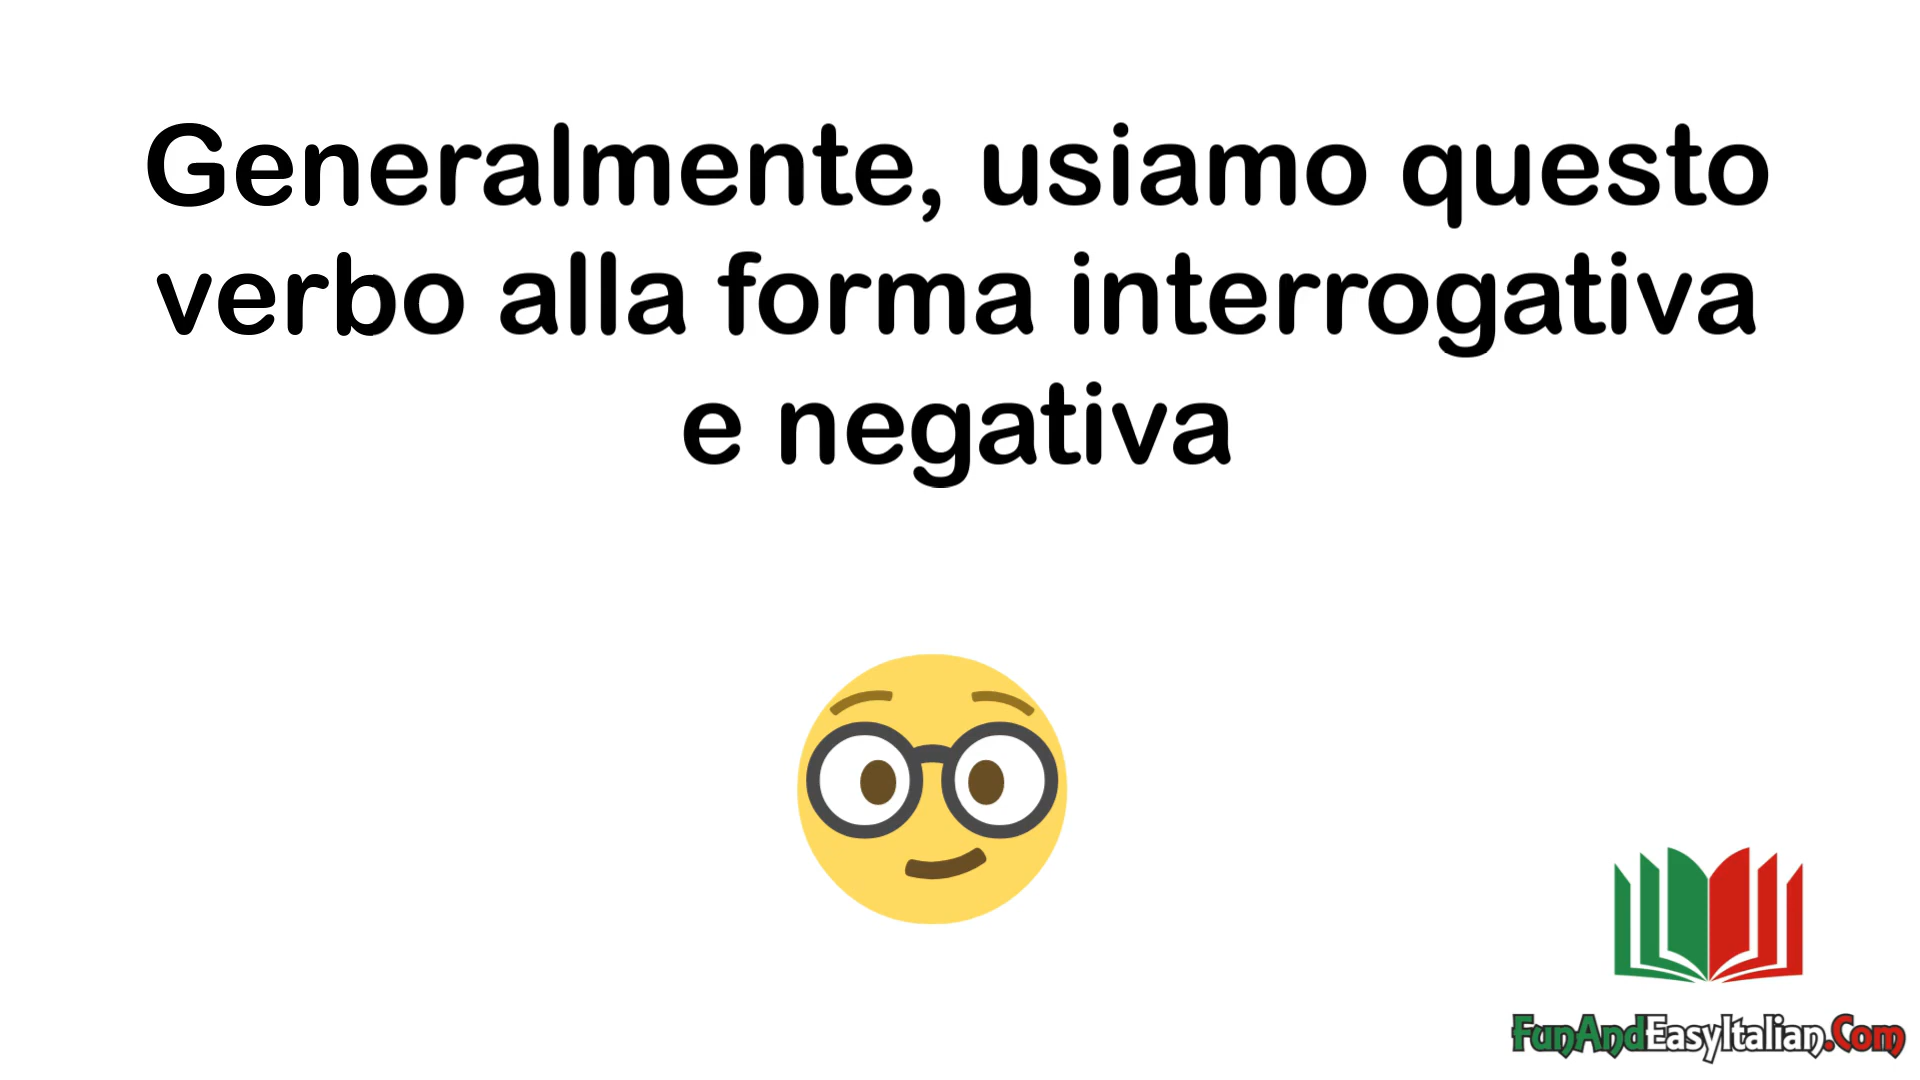 Generalmente, usiamo questo
verbo alla forma interrogativa
e negativa
FunAndEasyItalian.Com